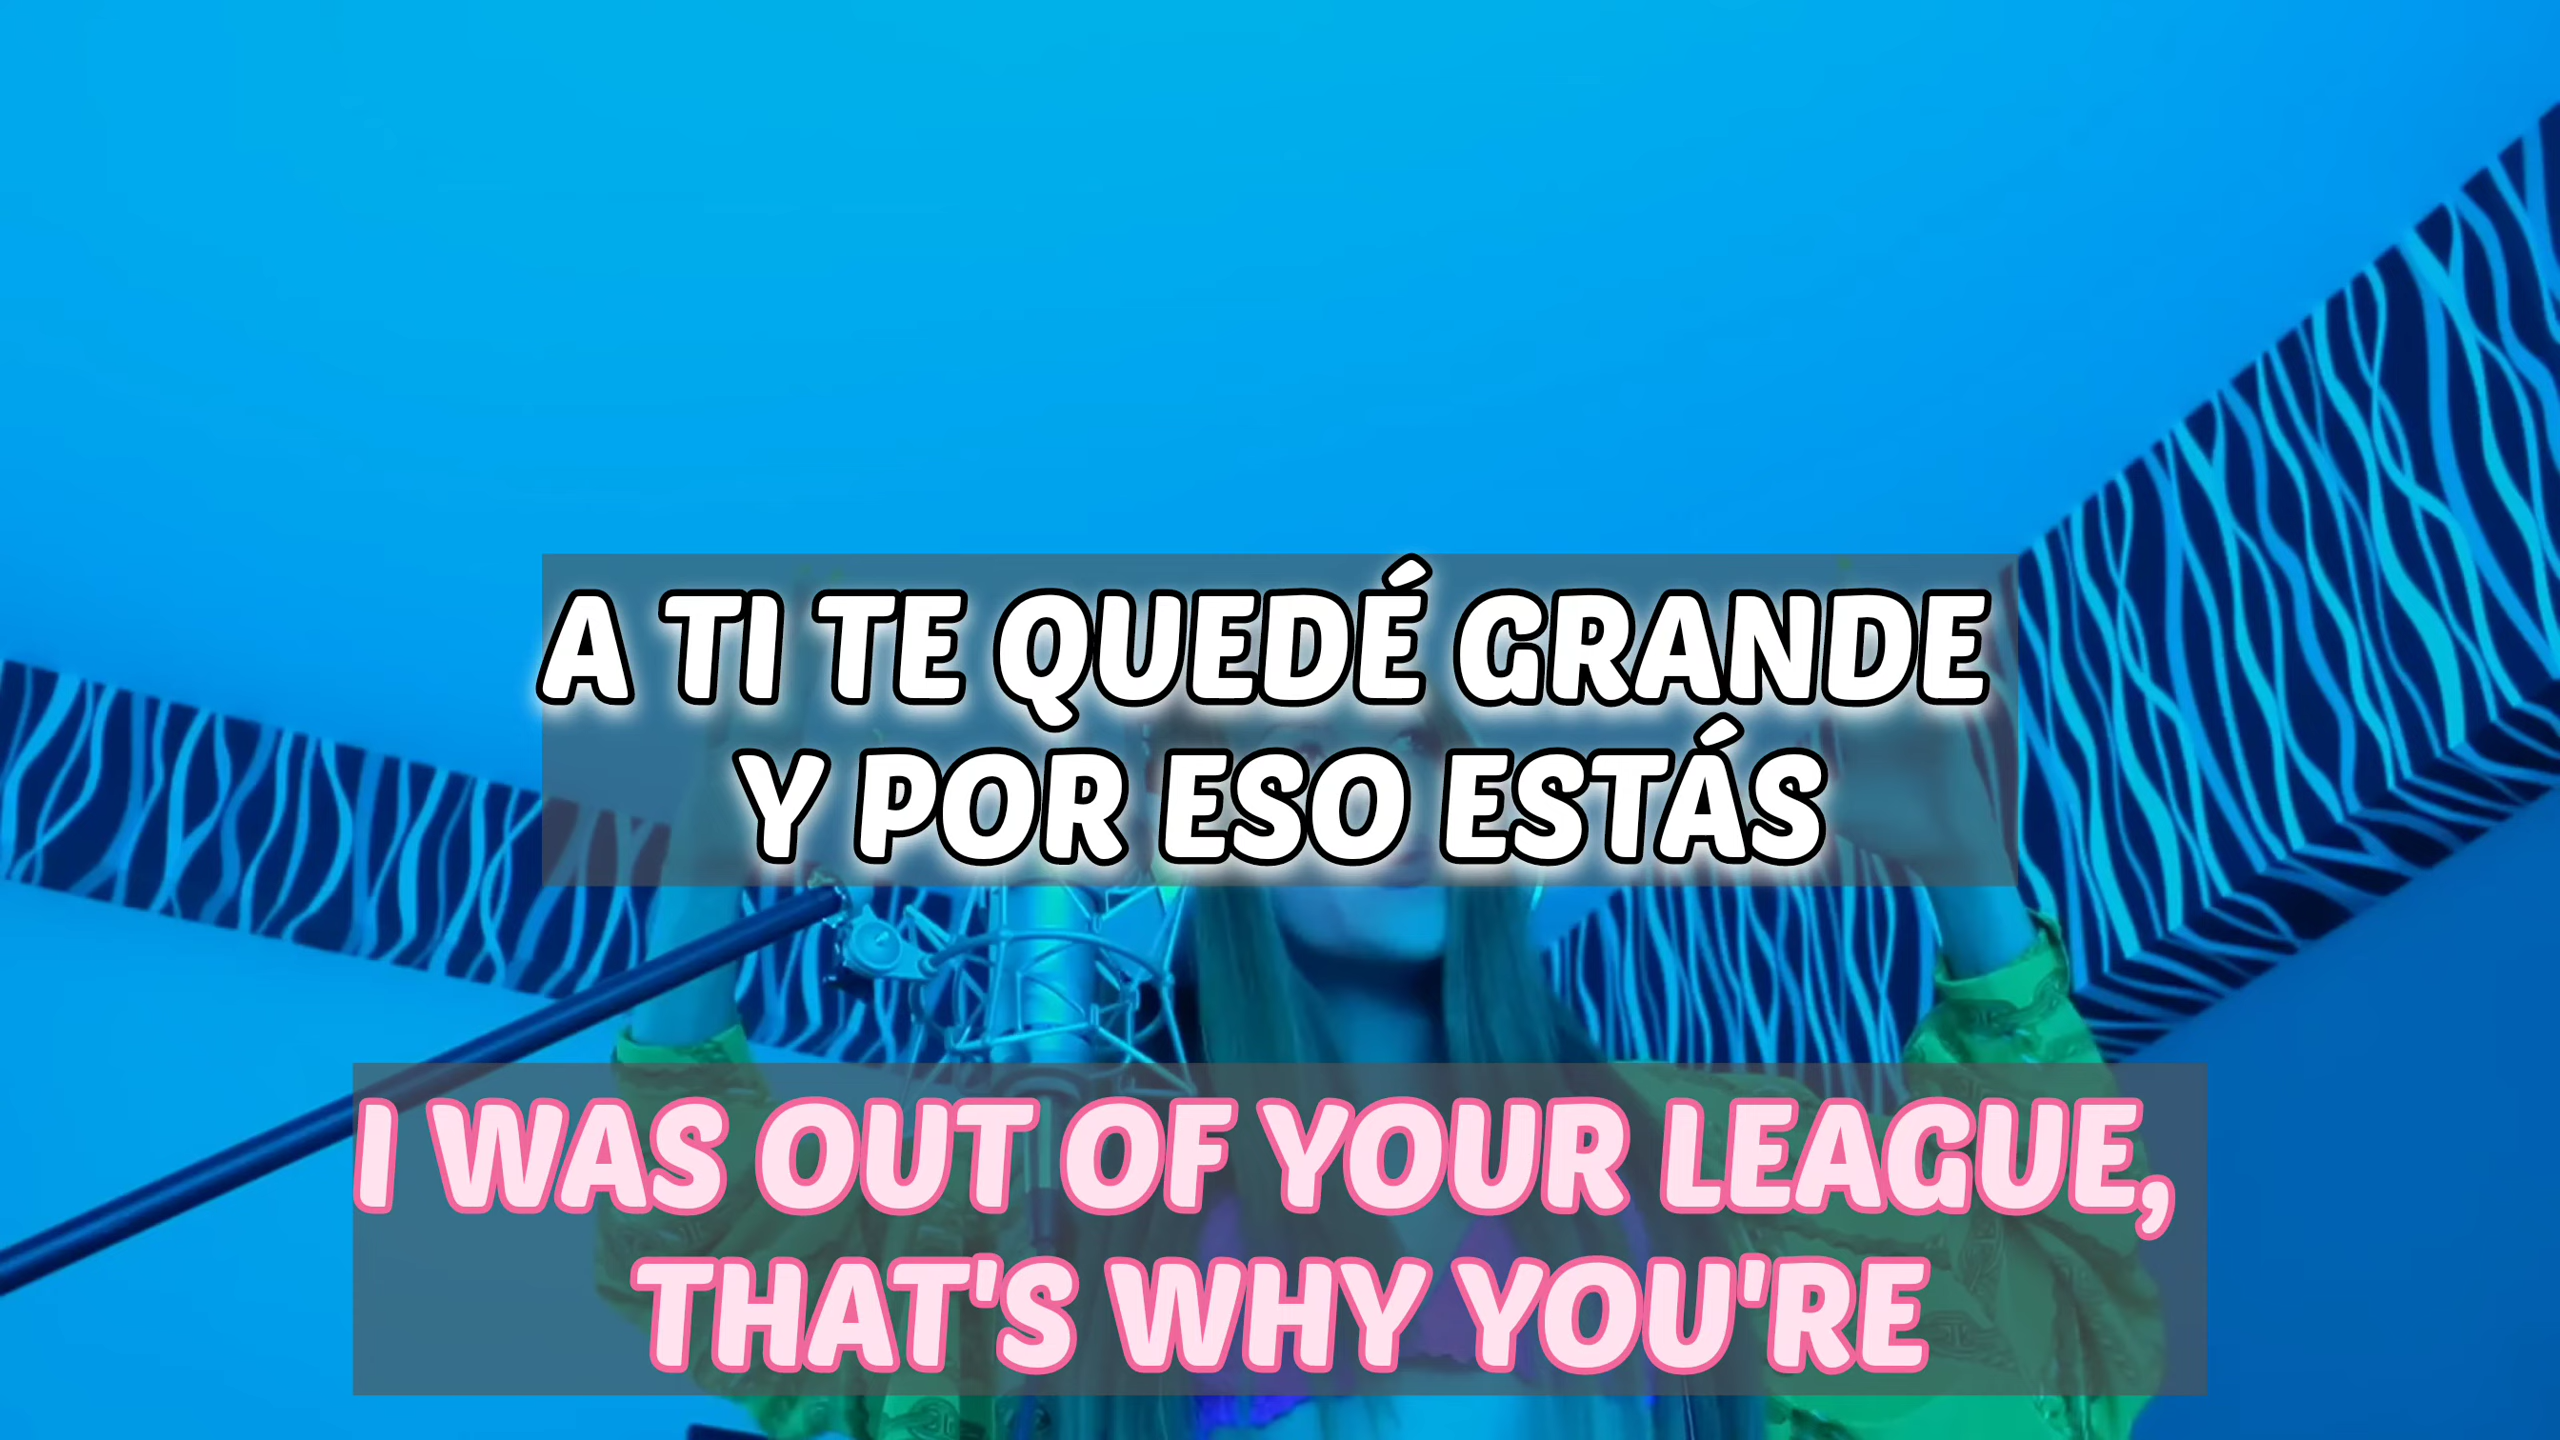 A TI TE QUEDÉ GRANDE
Y POR ESO ESTÁS
I WAS OUT OF YOUR LEAGUE,
THAT'S WHY YOU'RE